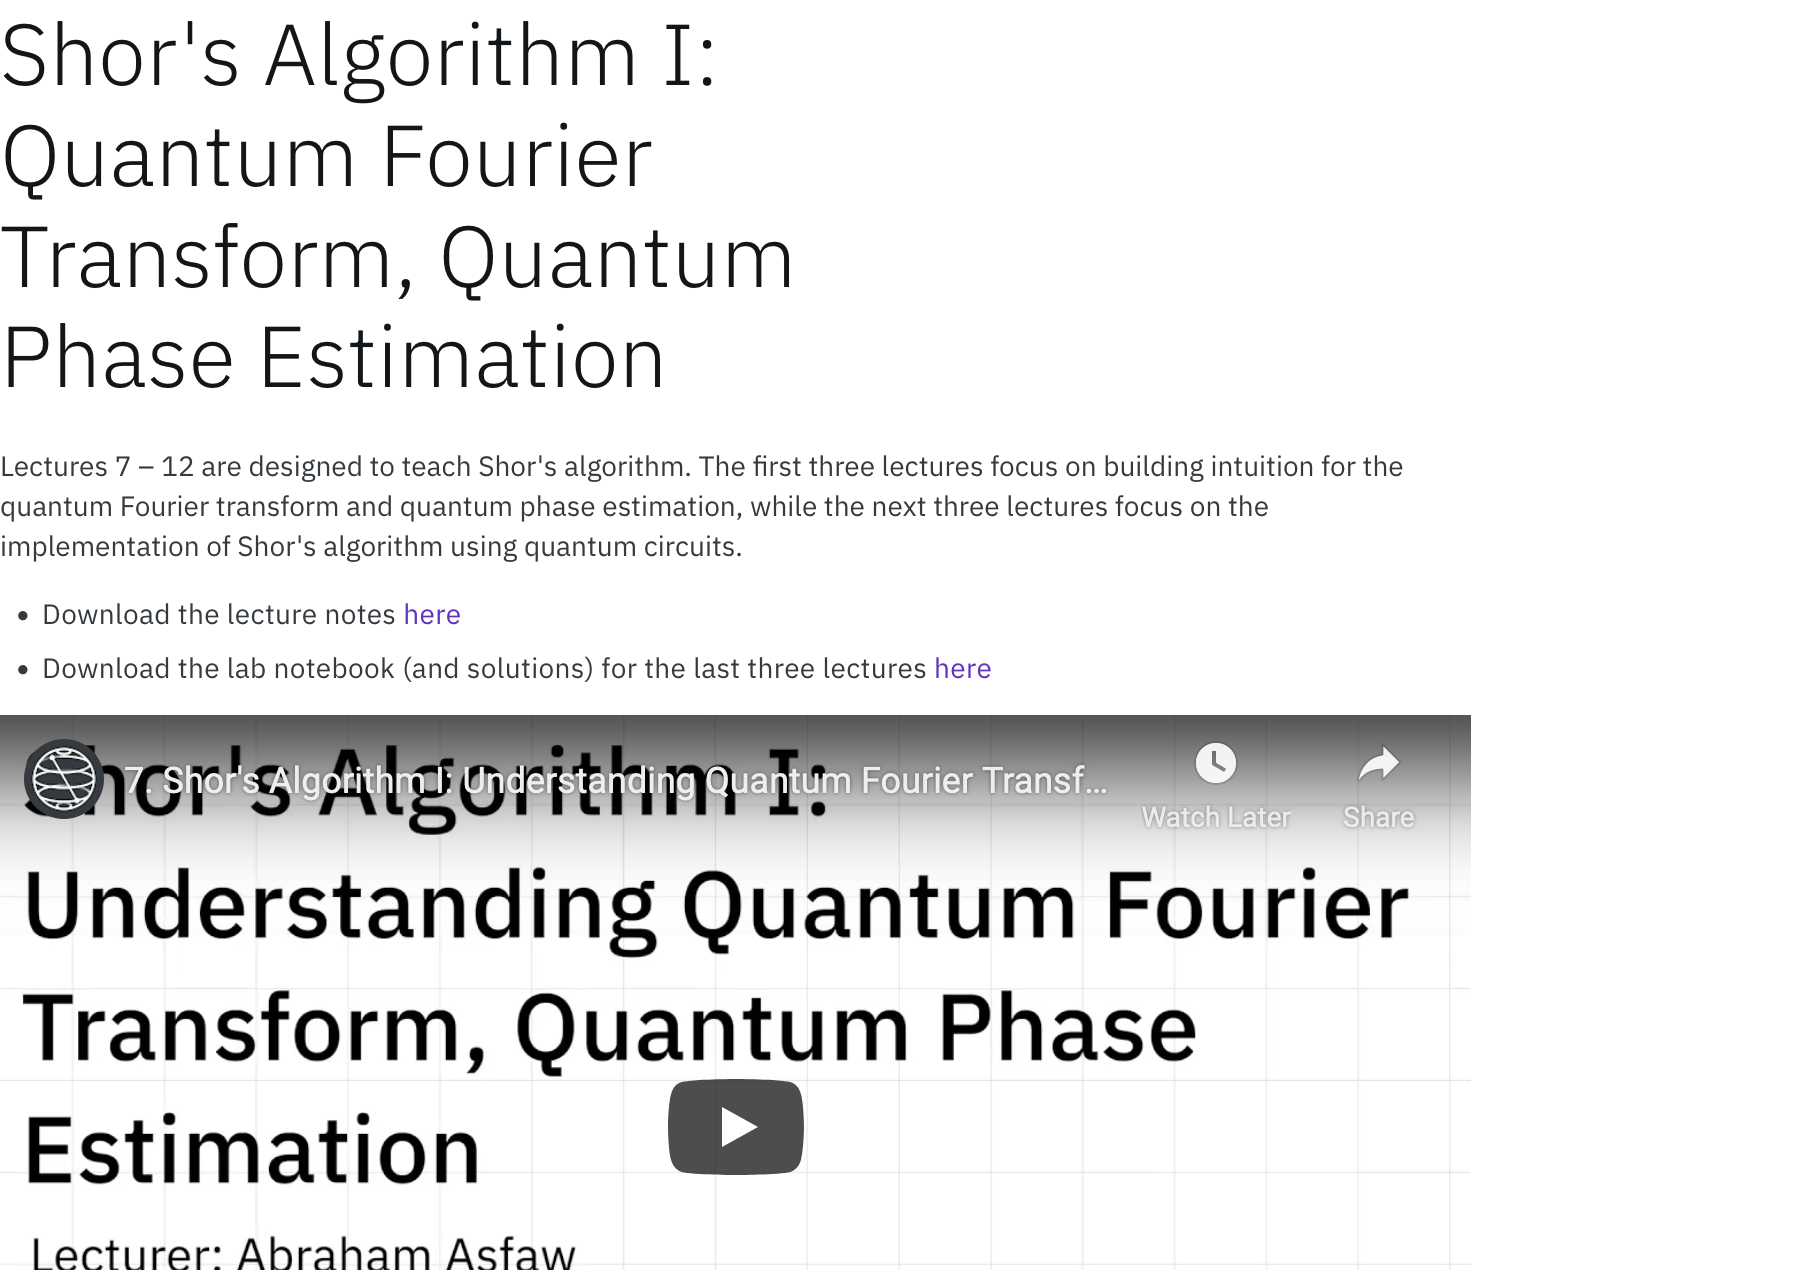 Shor's Algorithm I:
Quantum Fourier
Transform, Quantum
Phase Estimation
Lectures 7 – 12 are designed to teach Shor's algorithm. The first three lectures focus on building intuition for the
quantum Fourier transform and quantum phase estimation, while the next three lectures focus on the
implementation of Shor's algorithm using quantum circuits.
• Download the lecture notes here
• Download the lab notebook (and solutions) for the last three lectures here
7. Shor's Algorithm I: Understanding Quantum Fourier Transf...
Watch Later
Share
Shor's Algorithm I:
Understanding Quantum Fourier
Transform, Quantum Phase
Estimation
Lecturer: Abraham Asfaw